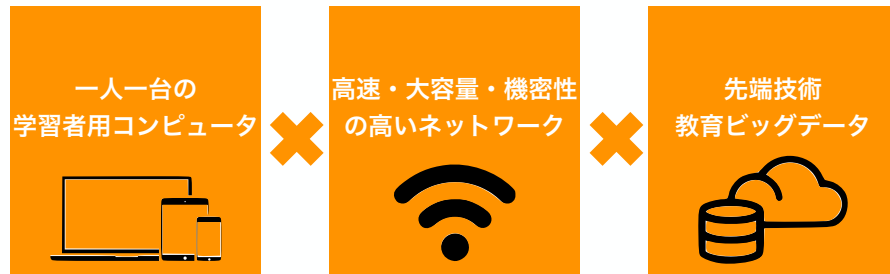 一人一台の
学習者用コンピュータ
高速・大容量・機密性
の高いネットワーク
先端技術
教育ビッグデータ